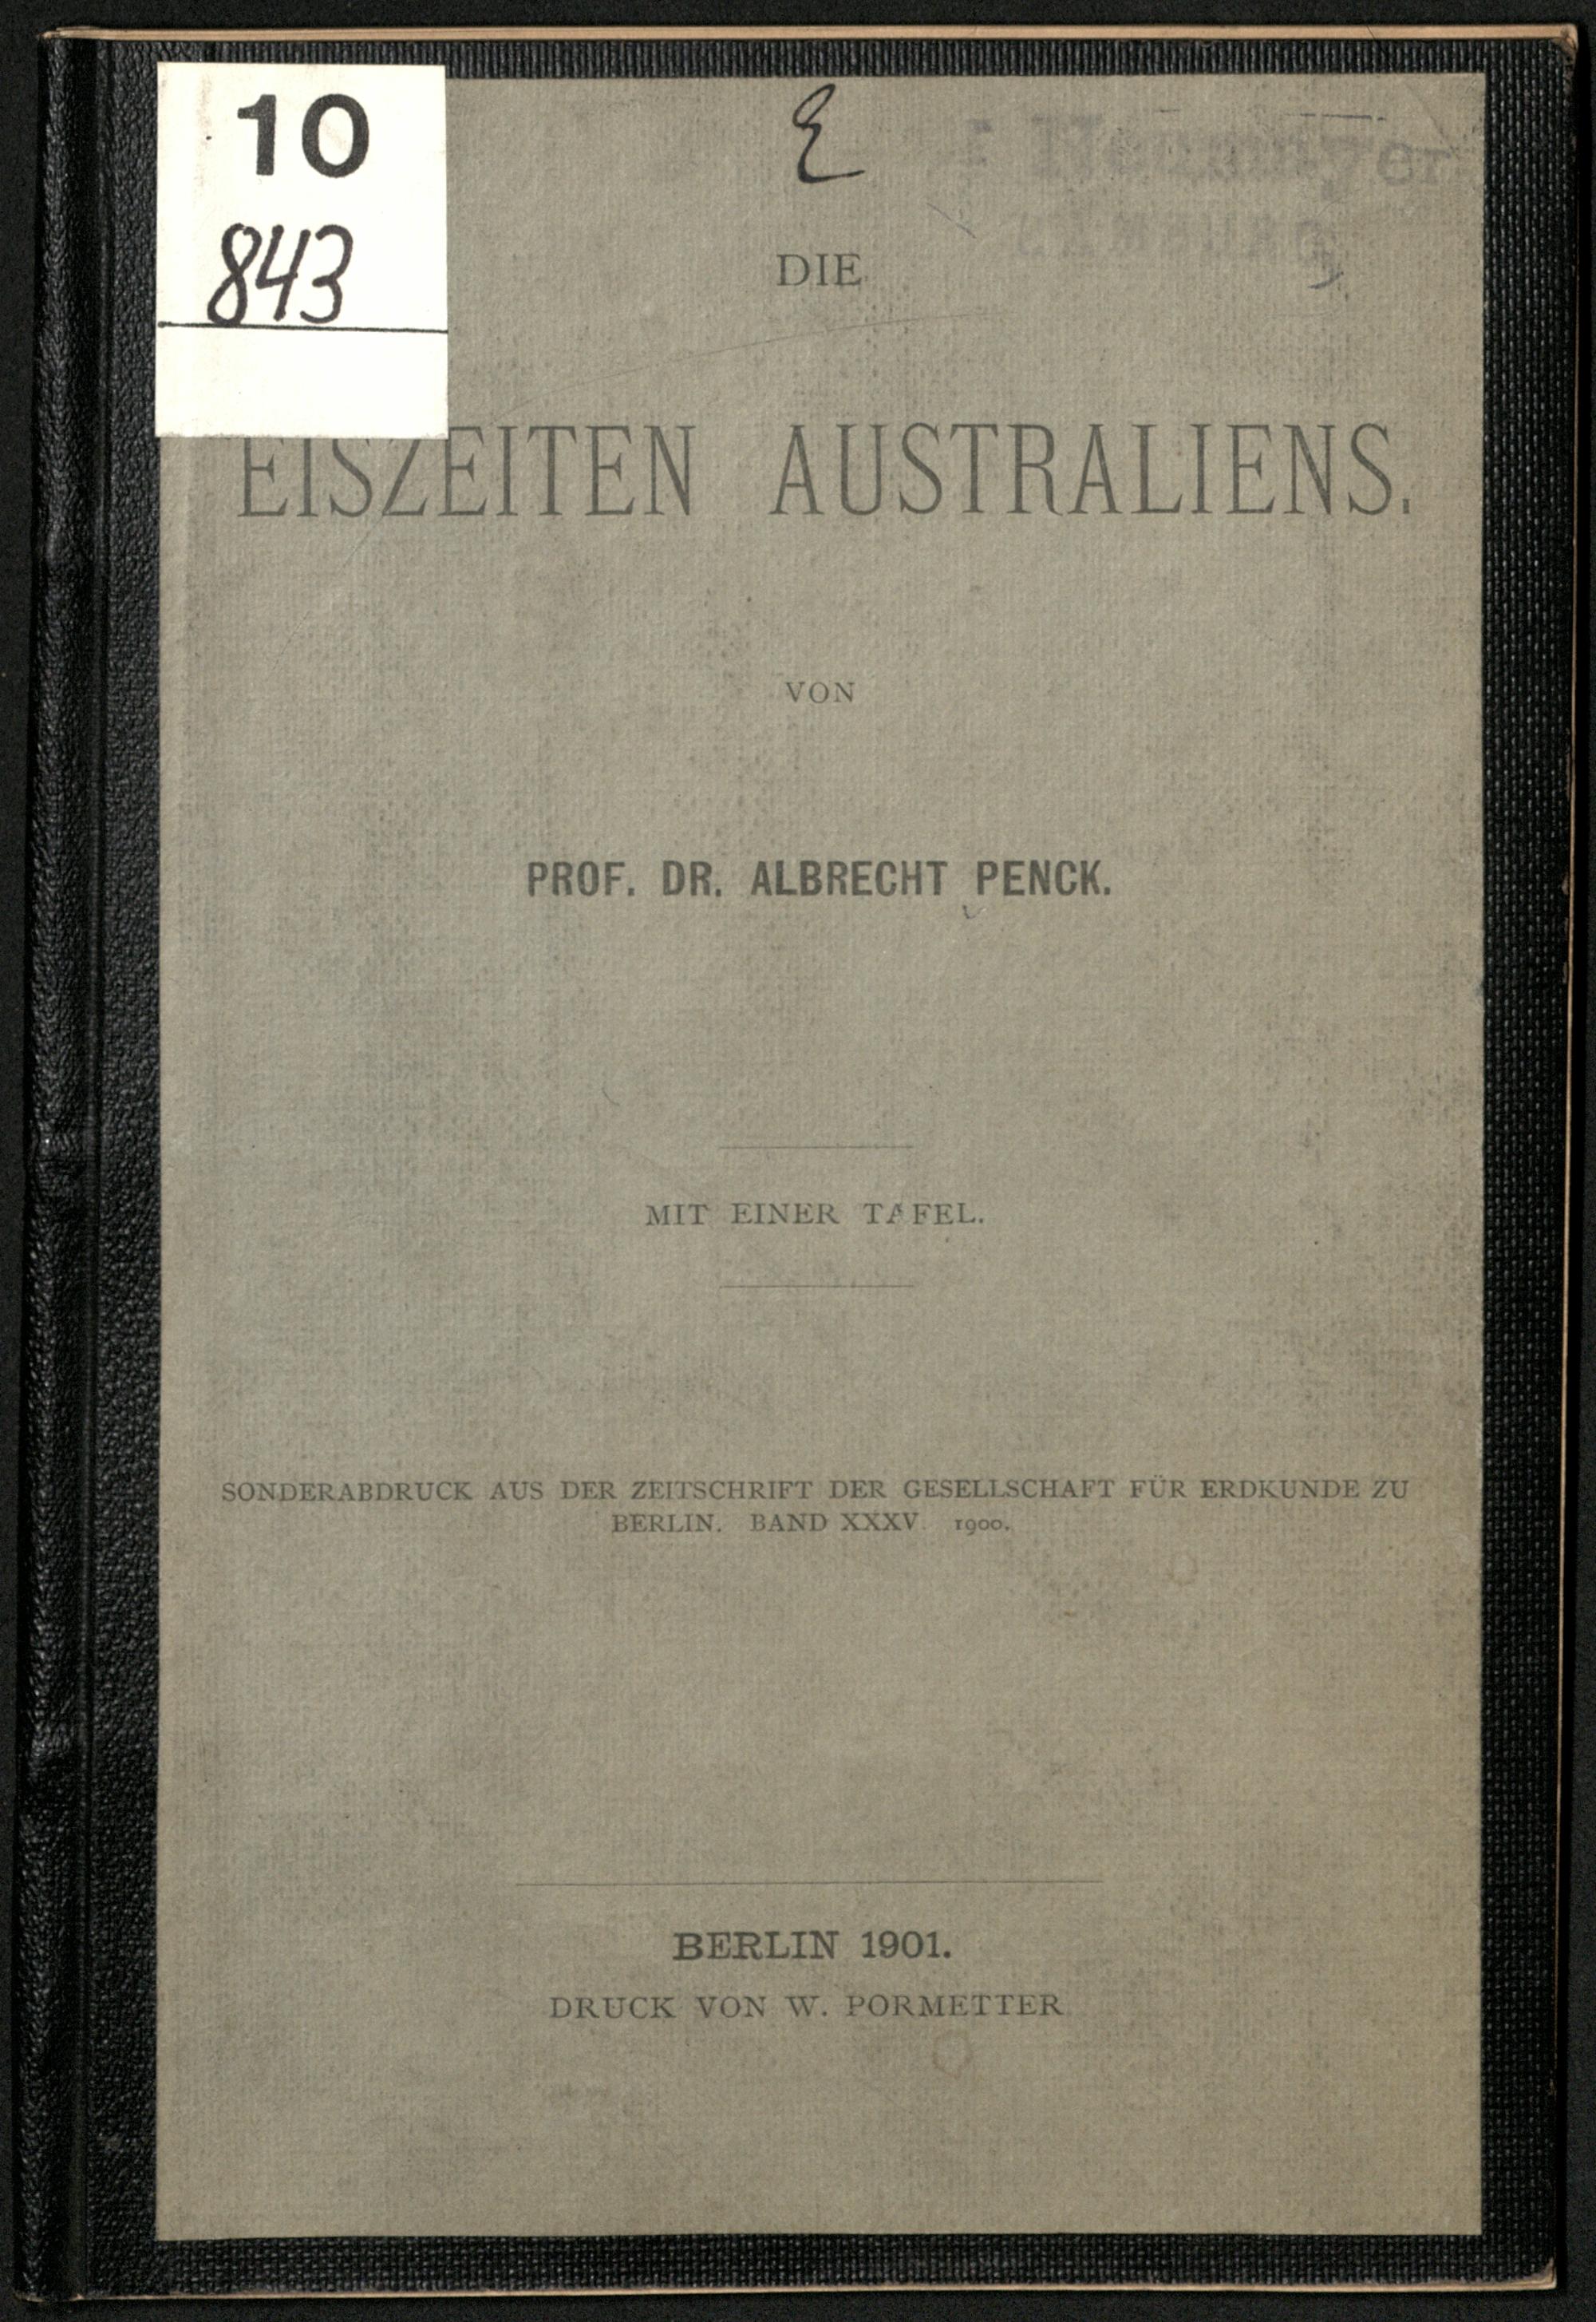 10
843
DIE
EISZEITEN AUSTRALIENS.
VON
PROF. DR. ALBRECHT PENCK.
MIT EINER TAFEL.
SONDERABDRUCK AUS DER ZEITSCHRIFT DER GESELLSCHAFT FÜR ERDKUNDE ZU
BERLIN. BAND XXXV. 1900.
BERLIN 1901.
DRUCK VON W. PORMETTER